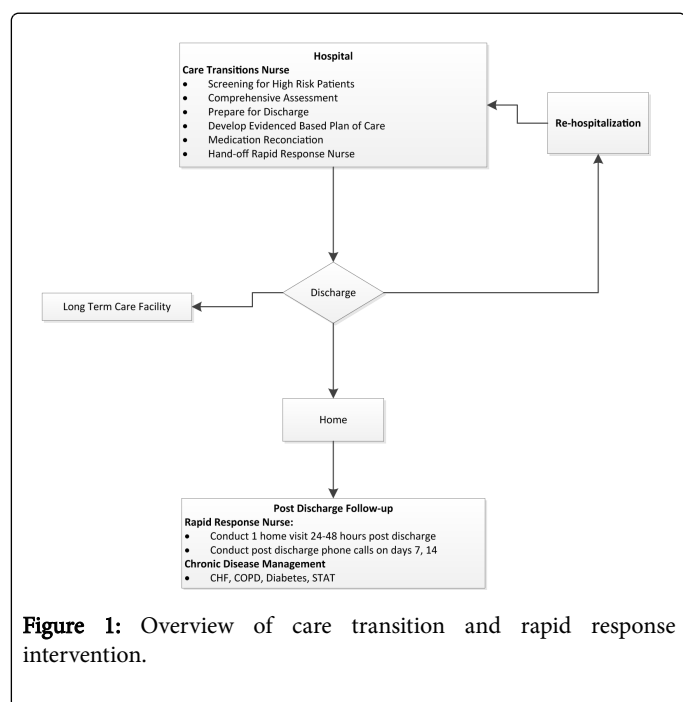 Hospital
Care Transitions Nurse
• Screening for High Risk Patients
• Comprehensive Assessment
• Prepare for Discharge
• Develop Evidenced Based Plan of Care
• Medication Reconciation
• Hand-off Rapid Response Nurse
Re-hospitalization
Discharge
Long Term Care Facility
Home
Post Discharge Follow-up
Rapid Response Nurse:
• Conduct 1 home visit 24-48 hours post discharge
• Conduct post discharge phone calls on days 7, 14
Chronic Disease Management
• CHF, COPD, Diabetes, STAT
Figure 1: Overview of care transition and rapid response
intervention.